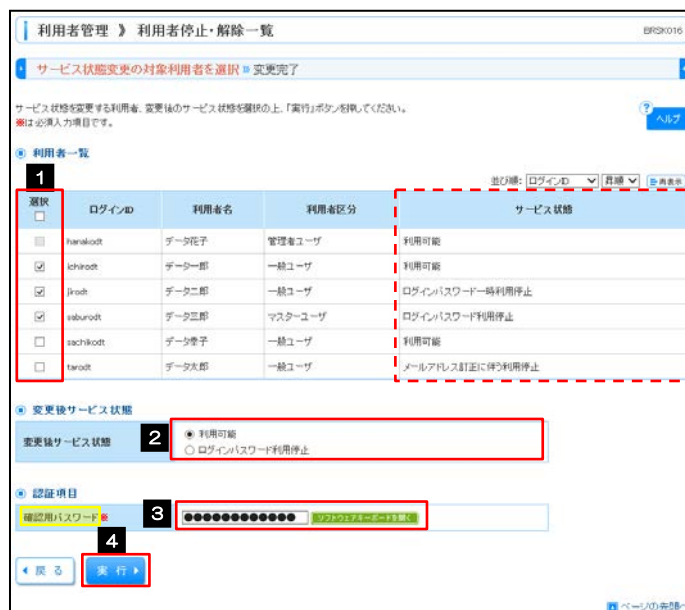 利用者管理 》 利用者停止・解除一覧
BRSK016
サービス状態変更の対象利用者を選択 変更完了
サービス状態を変更する利用者、変更後のサービス状態を選択の上、「実行」ボタンを押してください。
※は必須入力項目です。
? ヘルプ
利用者一覧
1
並び順: ログインID 昇順 再表示
選択 ログインID 利用者名 利用者区分 サービス状態
hanakodt データ花子 管理者ユーザ 利用可能
ichirodt データ一郎 一般ユーザ 利用可能
jirodt データ二郎 一般ユーザ ログインパスワード一時利用停止
saburodt データ三郎 マスターユーザ ログインパスワード利用停止
sachikodt データ幸子 一般ユーザ 利用可能
tarodt データ太郎 一般ユーザ メールアドレス訂正に伴う利用停止
変更後サービス状態
変更後サービス状態 2 利用可能
ログインパスワード利用停止
認証項目
確認用パスワード※ 3 ●●●●●●●●●●●● ソフトウェアキーボードを開く
4
戻る 実行
ページの先頭へ